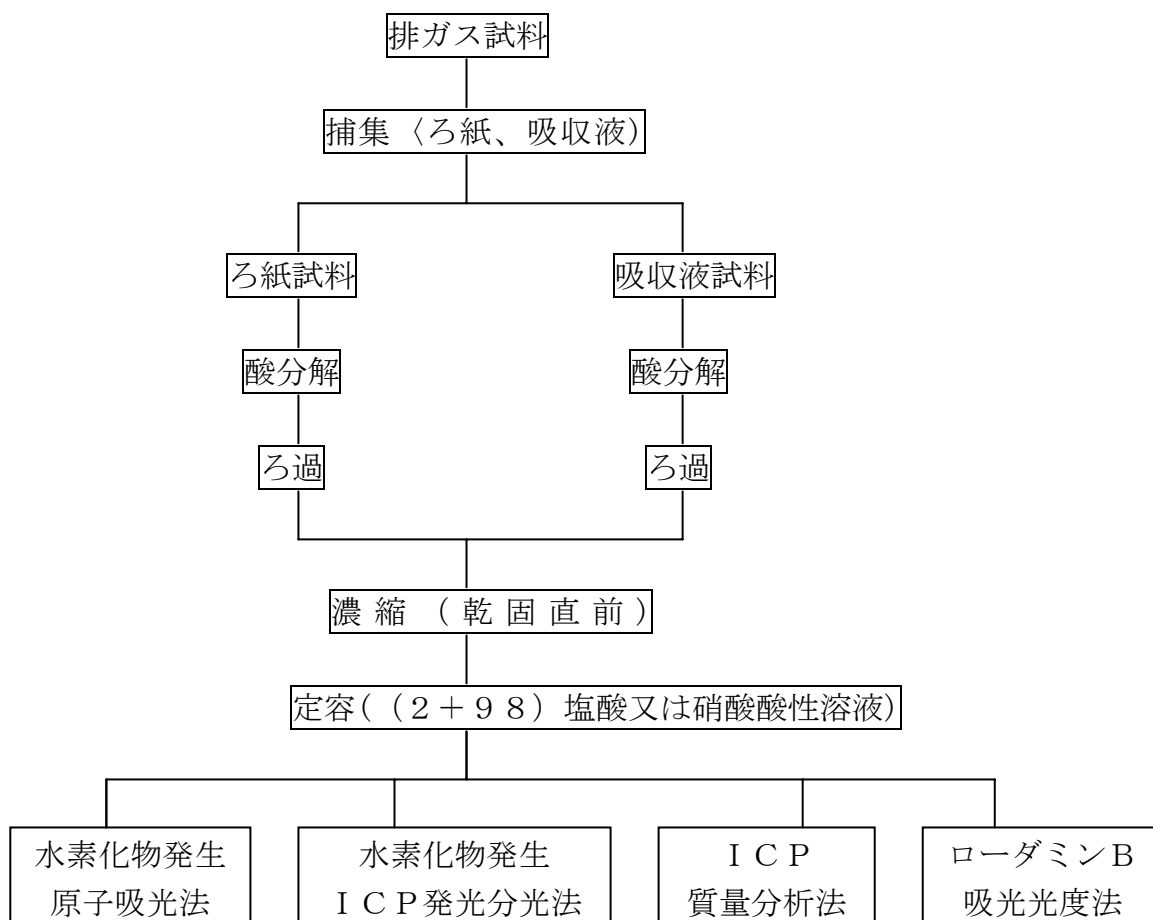 排ガス試料
捕集〈ろ紙、吸収液）
ろ紙試料
吸収液試料
酸分解
酸分解
ろ過
ろ過
濃縮（乾固直前）
定容(（２＋９８）塩酸又は硝酸酸性溶液)
水素化物発生
原子吸光法
水素化物発生
ＩＣＰ発光分光法
ＩＣＰ
質量分析法
ローダミンＢ
吸光光度法